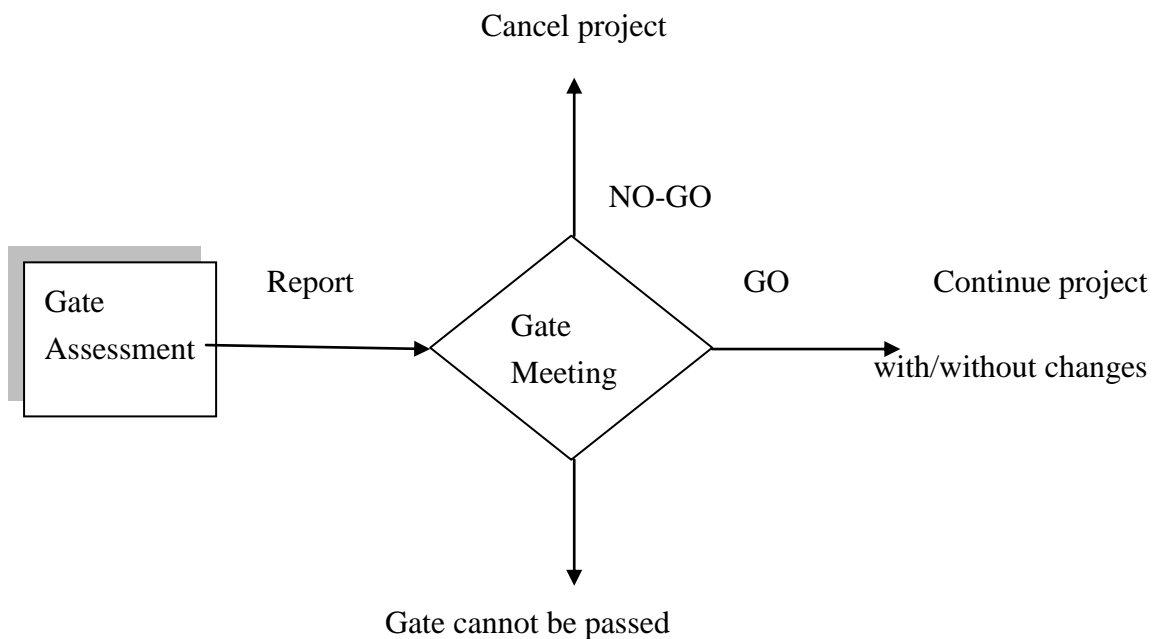 Cancel project
NO-GO
Report
GO
Continue project
with/without changes
Gate
Assessment
Gate
Meeting
Gate cannot be passed